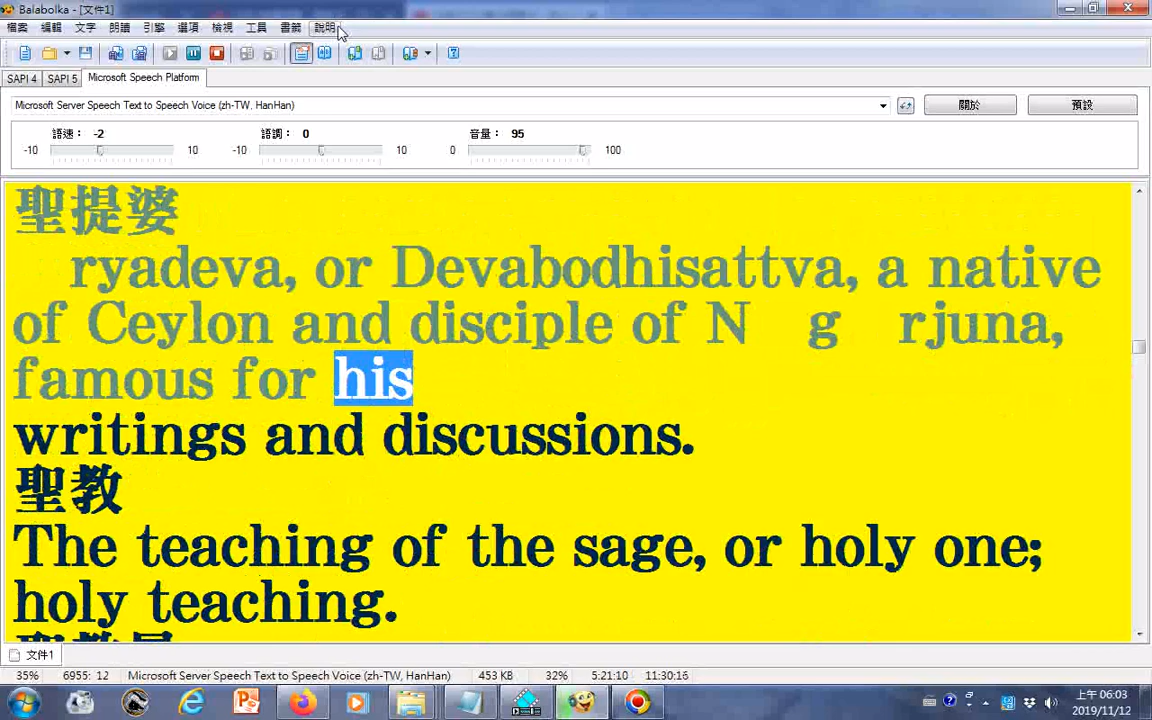 Balabolka - [文件1]
檔案 編輯 文字 朗讀 引擎 選項 檢視 工具 書籤 說明
SAPI 4 SAPI 5 Microsoft Speech Platform
Microsoft Server Speech Text to Speech Voice (zh-TW, HanHan) 關於 預設
語速： -2 語調： 0 音量： 95
-10 10 -10 10 0 100
聖提婆
ryadeva, or Devabodhisattva, a native
of Ceylon and disciple of N g rjuna,
famous for his
writings and discussions.
聖教
The teaching of the sage, or holy one;
holy teaching.
文件1
35% 6955: 12 Microsoft Server Speech Text to Speech Voice (zh-TW, HanHan) 453 KB 32% 5:21:10 11:30:16
上午 06:03
2019/11/12